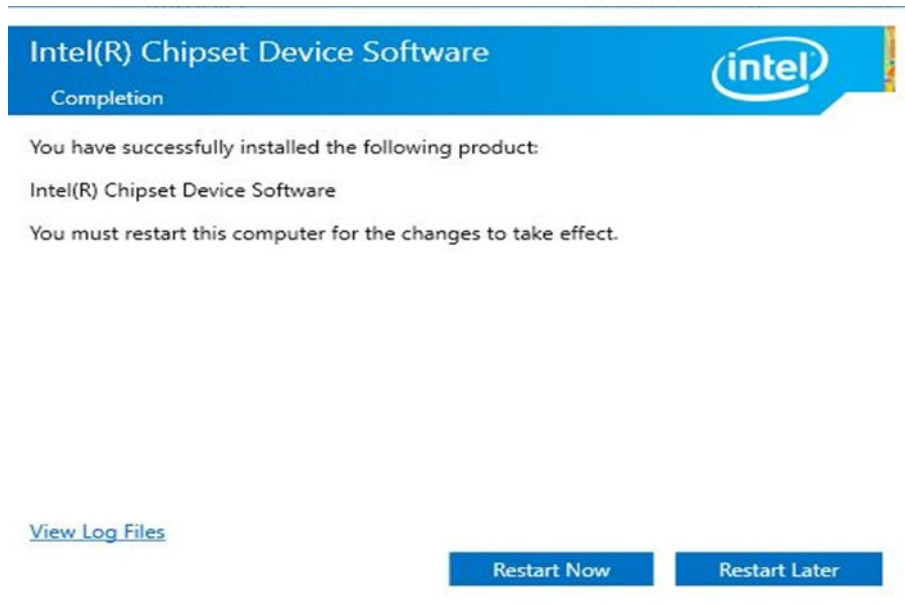 Intel(R) Chipset Device Software
intel
Completion
You have successfully installed the following product:
Intel(R) Chipset Device Software
You must restart this computer for the changes to take effect.
View Log Files
Restart Now
Restart Later